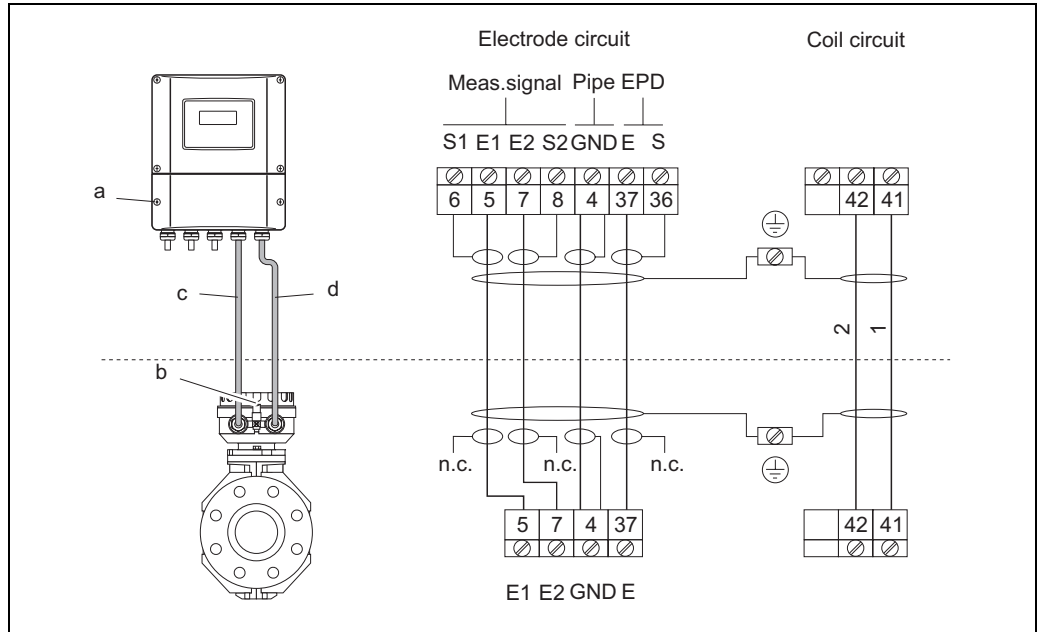 Electrode circuit Coil circuit
Meas.signal Pipe EPD
S1 E1 E2 S2 GND E S
6 5 7 8 4 37 36 42 41
a
c d
2 1
b
n.c. n.c. n.c.
5 7 4 37 42 41
E1 E2 GND E